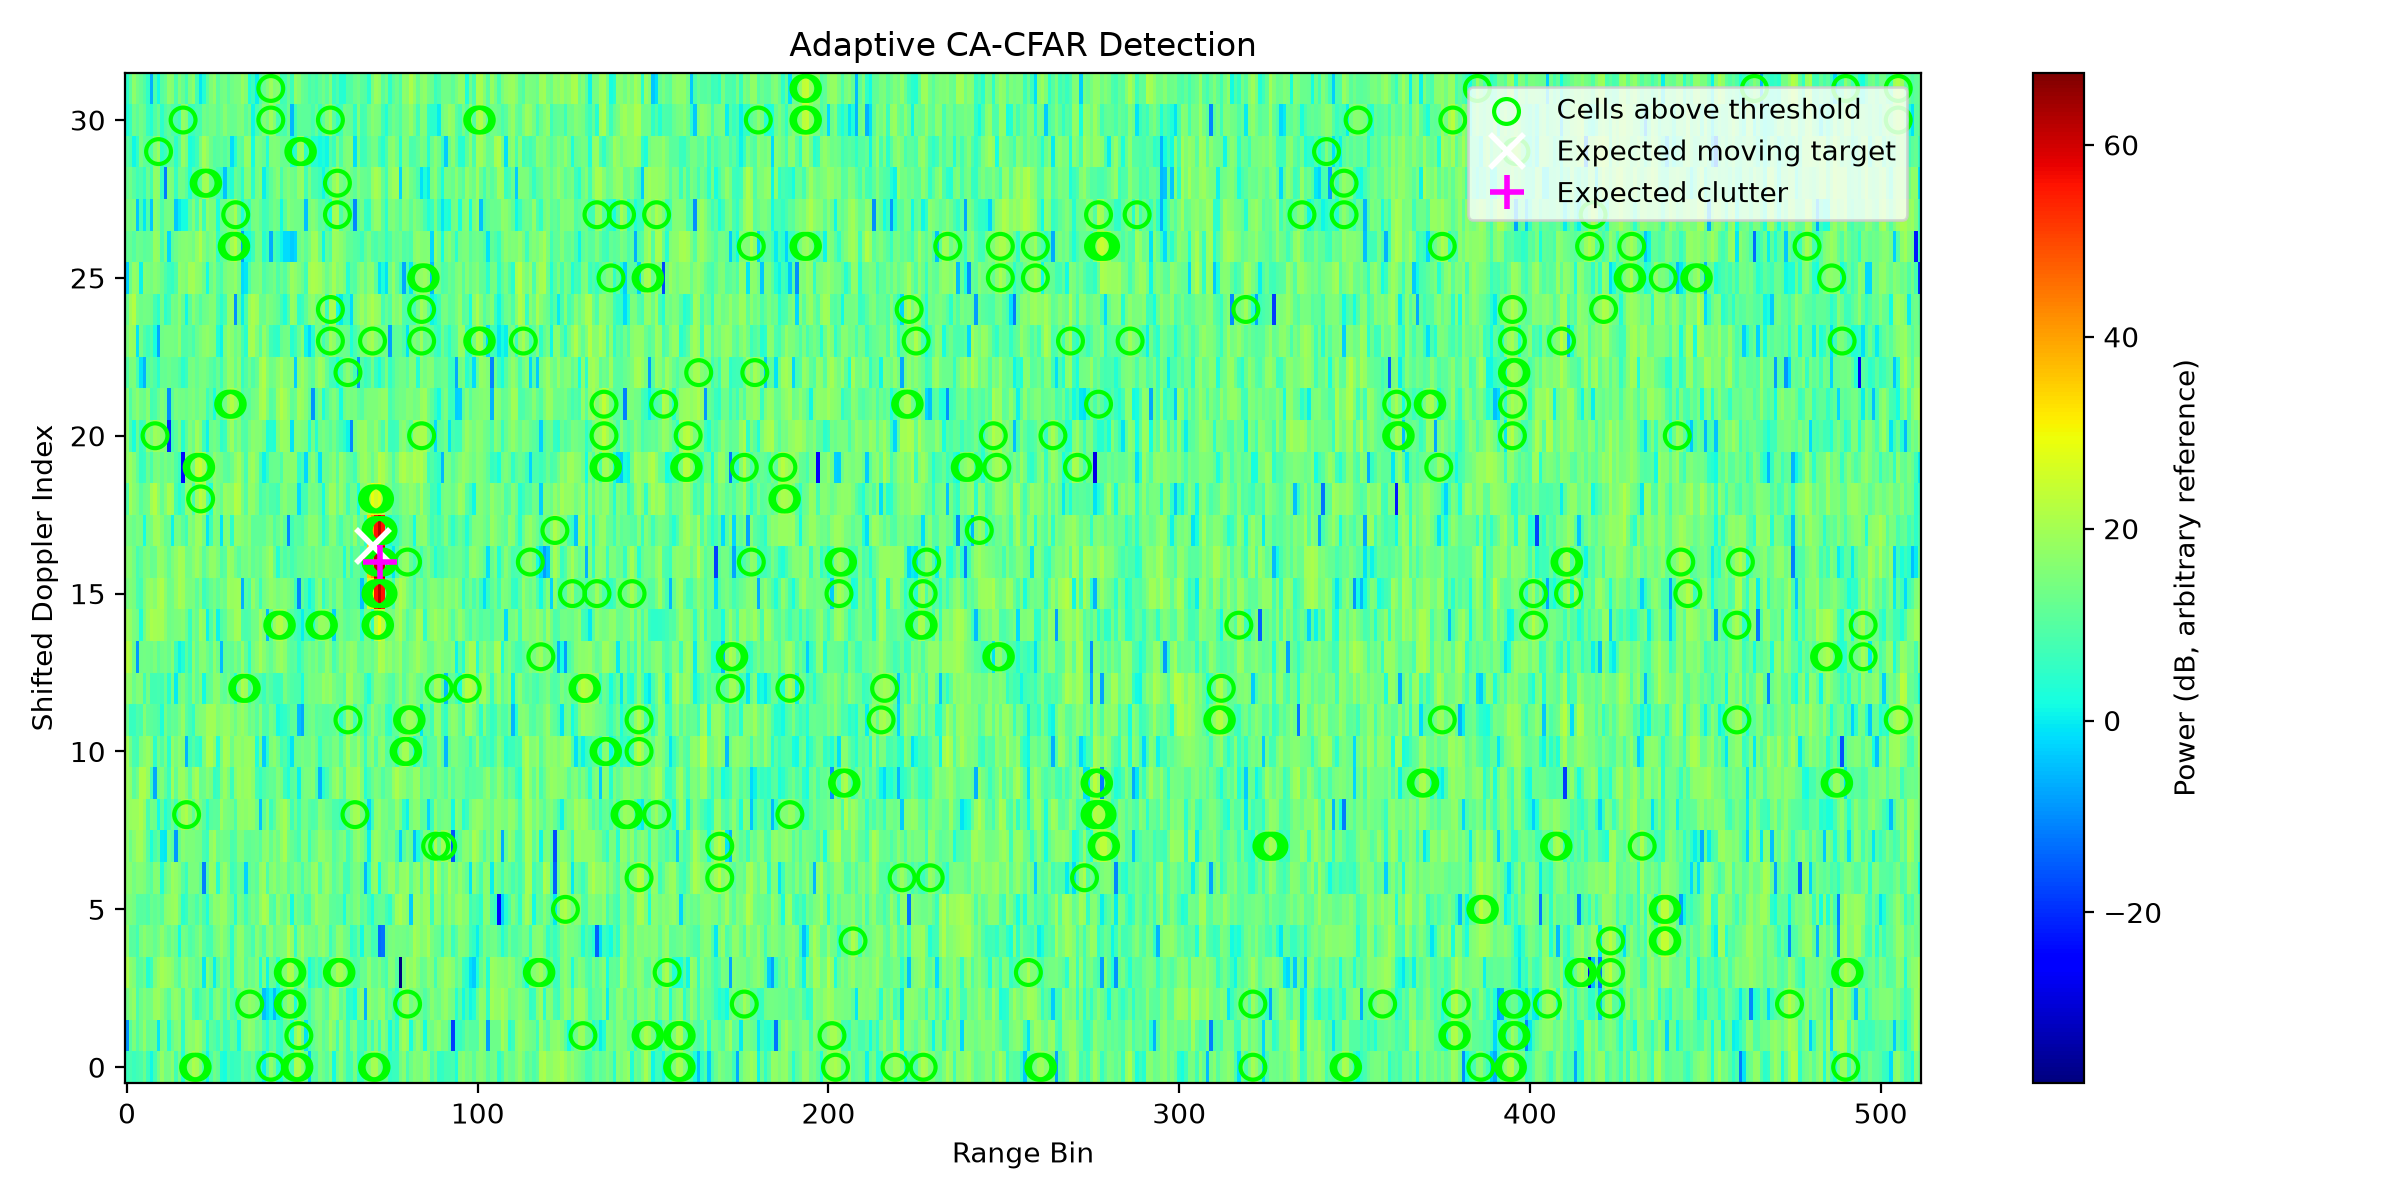 Adaptive CA-CFAR Detection
Cells above threshold
Expected moving target
Expected clutter
Shifted Doppler Index
30
25
20
15
10
5
0
0 100 200 300 400 500
Range Bin
60
40
20
0
−20
Power (dB, arbitrary reference)